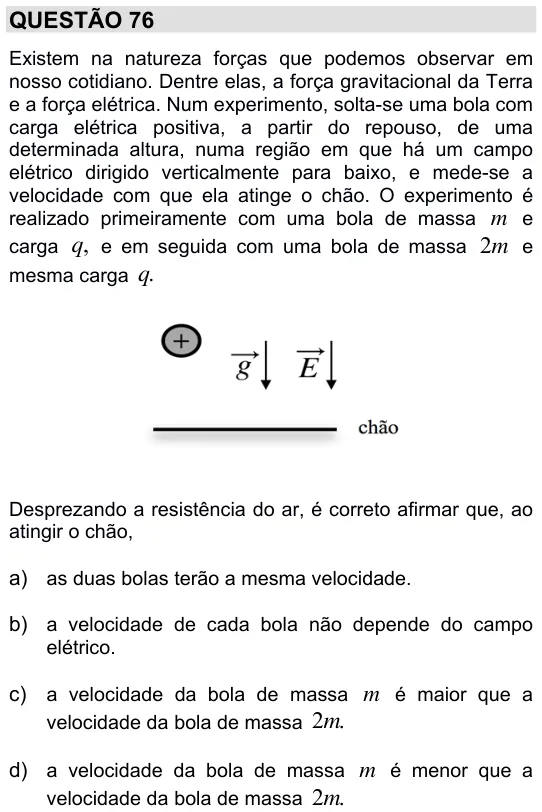 QUESTÃO 76
Existem na natureza forças que podemos observar em
nosso cotidiano. Dentre elas, a força gravitacional da Terra
e a força elétrica. Num experimento, solta-se uma bola com
carga elétrica positiva, a partir do repouso, de uma
determinada altura, numa região em que há um campo
elétrico dirigido verticalmente para baixo, e mede-se a
velocidade com que ela atinge o chão. O experimento é
realizado primeiramente com uma bola de massa m e
carga q, e em seguida com uma bola de massa 2m e
mesma carga q.
+ g E
chão
Desprezando a resistência do ar, é correto afirmar que, ao
atingir o chão,
a) as duas bolas terão a mesma velocidade.
b) a velocidade de cada bola não depende do campo
elétrico.
c) a velocidade da bola de massa m é maior que a
velocidade da bola de massa 2m.
d) a velocidade da bola de massa m é menor que a
velocidade da bola de massa 2m.